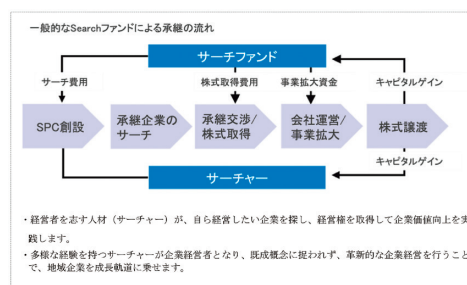 一般的なSearchファンドによる承継の流れ
サーチファンド
サーチ費用
株式取得費用
事業拡大資金
キャピタルゲイン
SPC創設
承継企業の
サーチ
承継交渉/
株式取得
会社運営/
事業拡大
株式譲渡
キャピタルゲイン
サーチャー
・経営者を志す人材（サーチャー）が、自ら経営したい企業を探し、経営権を取得して企業価値向上を実
践します。
・多様な経験を持つサーチャーが企業経営者となり、既成概念に捉われず、革新的な企業経営を行うこと
で、地域企業を成長軌道に乗せます。